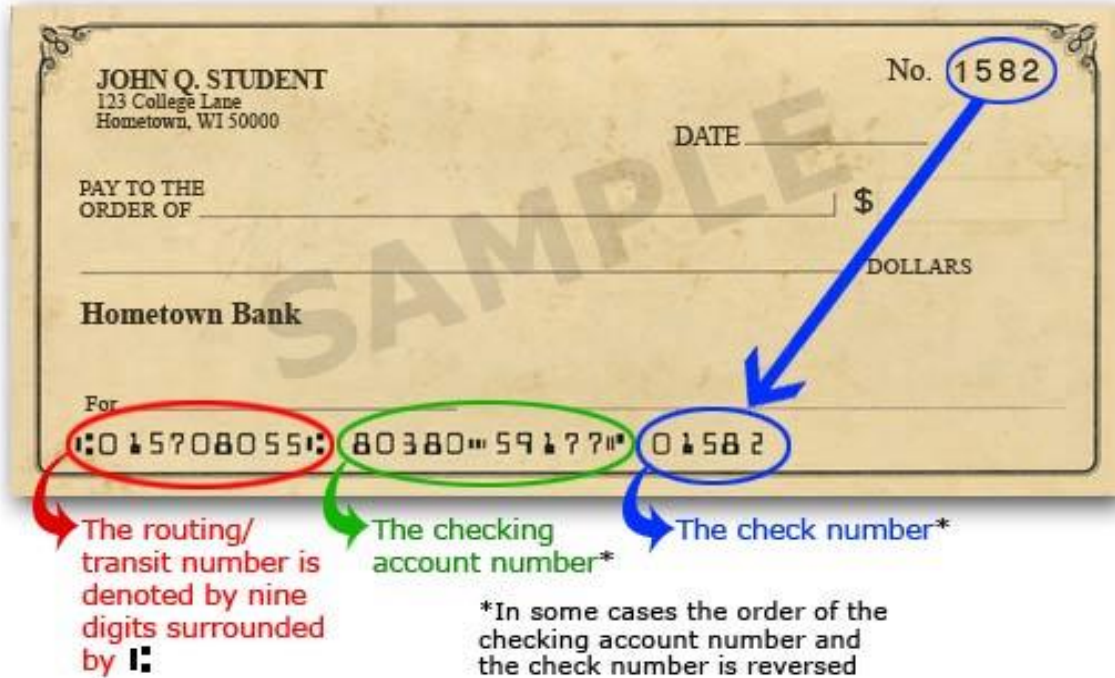 JOHN Q. STUDENT
123 College Lane
Hometown, WI 50000
No. 1582
DATE
PAY TO THE
ORDER OF
$
DOLLARS
SAMPLE
Hometown Bank
For
⑆015708055⑆ 80380⑉59177⑈ 01582
The routing/
transit number is
denoted by nine
digits surrounded
by ⑆
The checking
account number*
The check number*
*In some cases the order of the
checking account number and
the check number is reversed